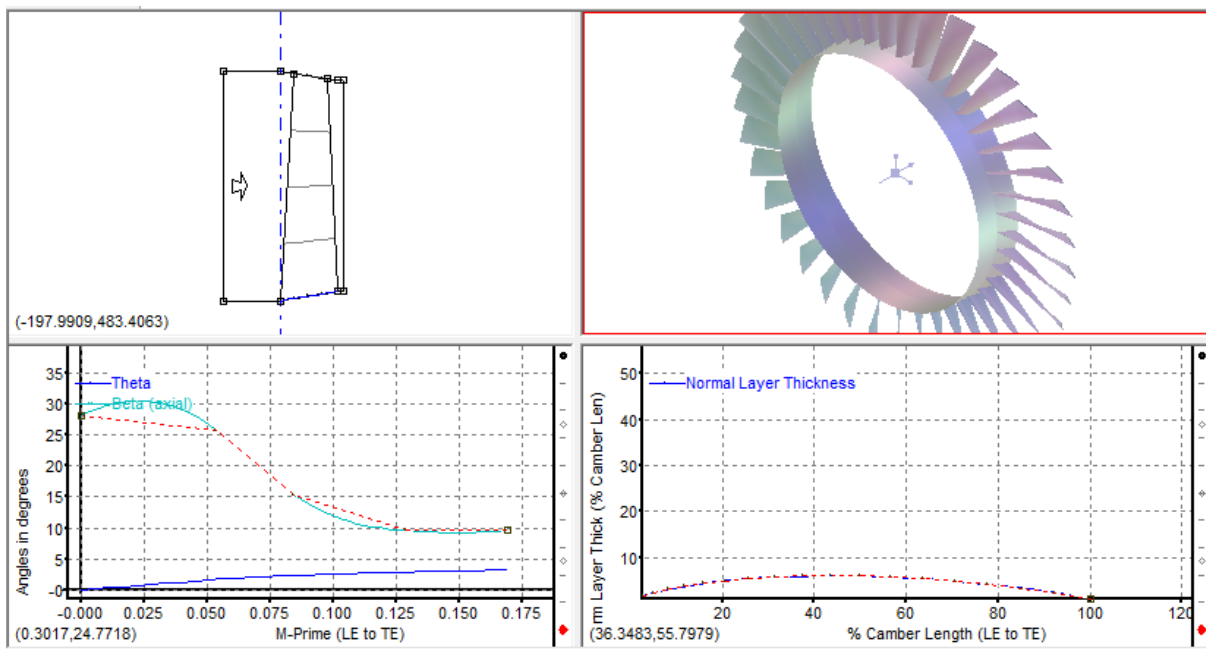 (-197.9909,483.4063)
35
30
25
20
15
10
5
-0
Angles in degrees
Theta
Beta (axial)
-0.000 0.025 0.050 0.075 0.100 0.125 0.150 0.175
(0.3017,24.7718) M-Prime (LE to TE)
50
40
30
20
10
rm Layer Thick (% Camber Len)
Normal Layer Thickness
20 40 60 80 100 120
(36.3483,55.7979) % Camber Length (LE to TE)